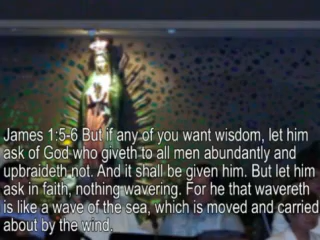 James 1:5-6 But if any of you want wisdom, let him
ask of God who giveth to all men abundantly and
upbraideth not. And it shall be given him. But let him
ask in faith, nothing wavering. For he that wavereth
is like a wave of the sea, which is moved and carried
about by the wind.